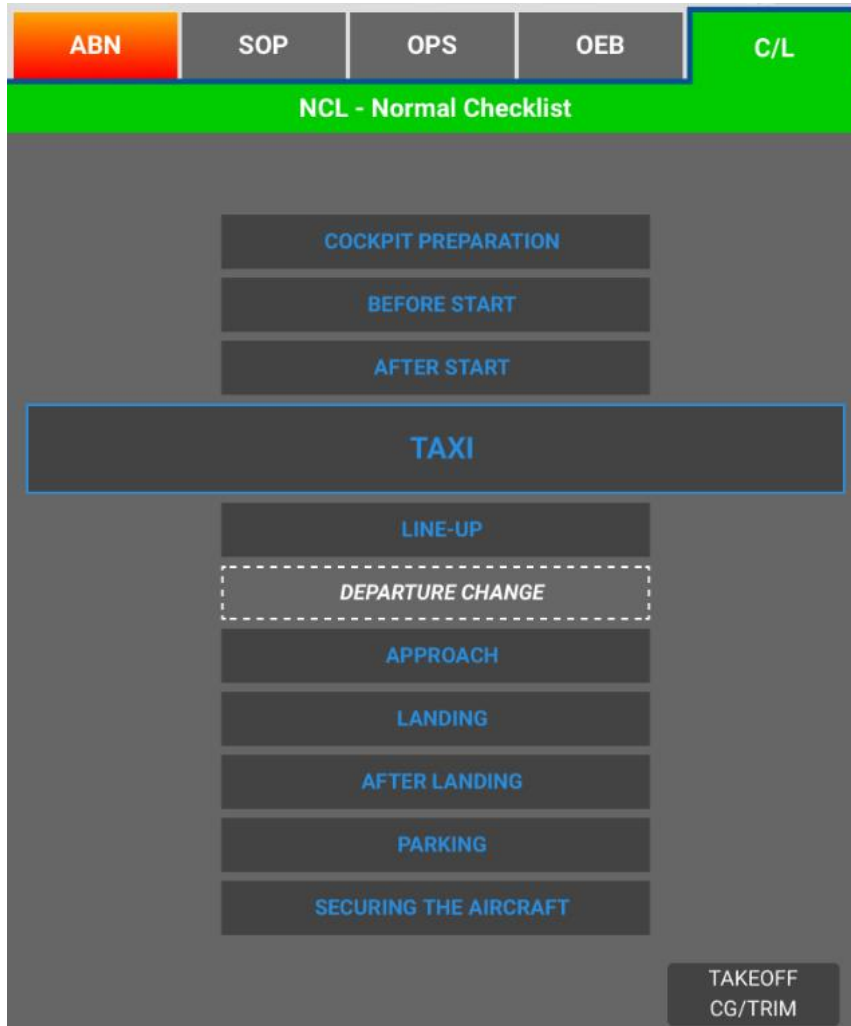 ABN SOP OPS OEB C/L
NCL - Normal Checklist
COCKPIT PREPARATION
BEFORE START
AFTER START
TAXI
LINE-UP
DEPARTURE CHANGE
APPROACH
LANDING
AFTER LANDING
PARKING
SECURING THE AIRCRAFT
TAKEOFF
CG/TRIM